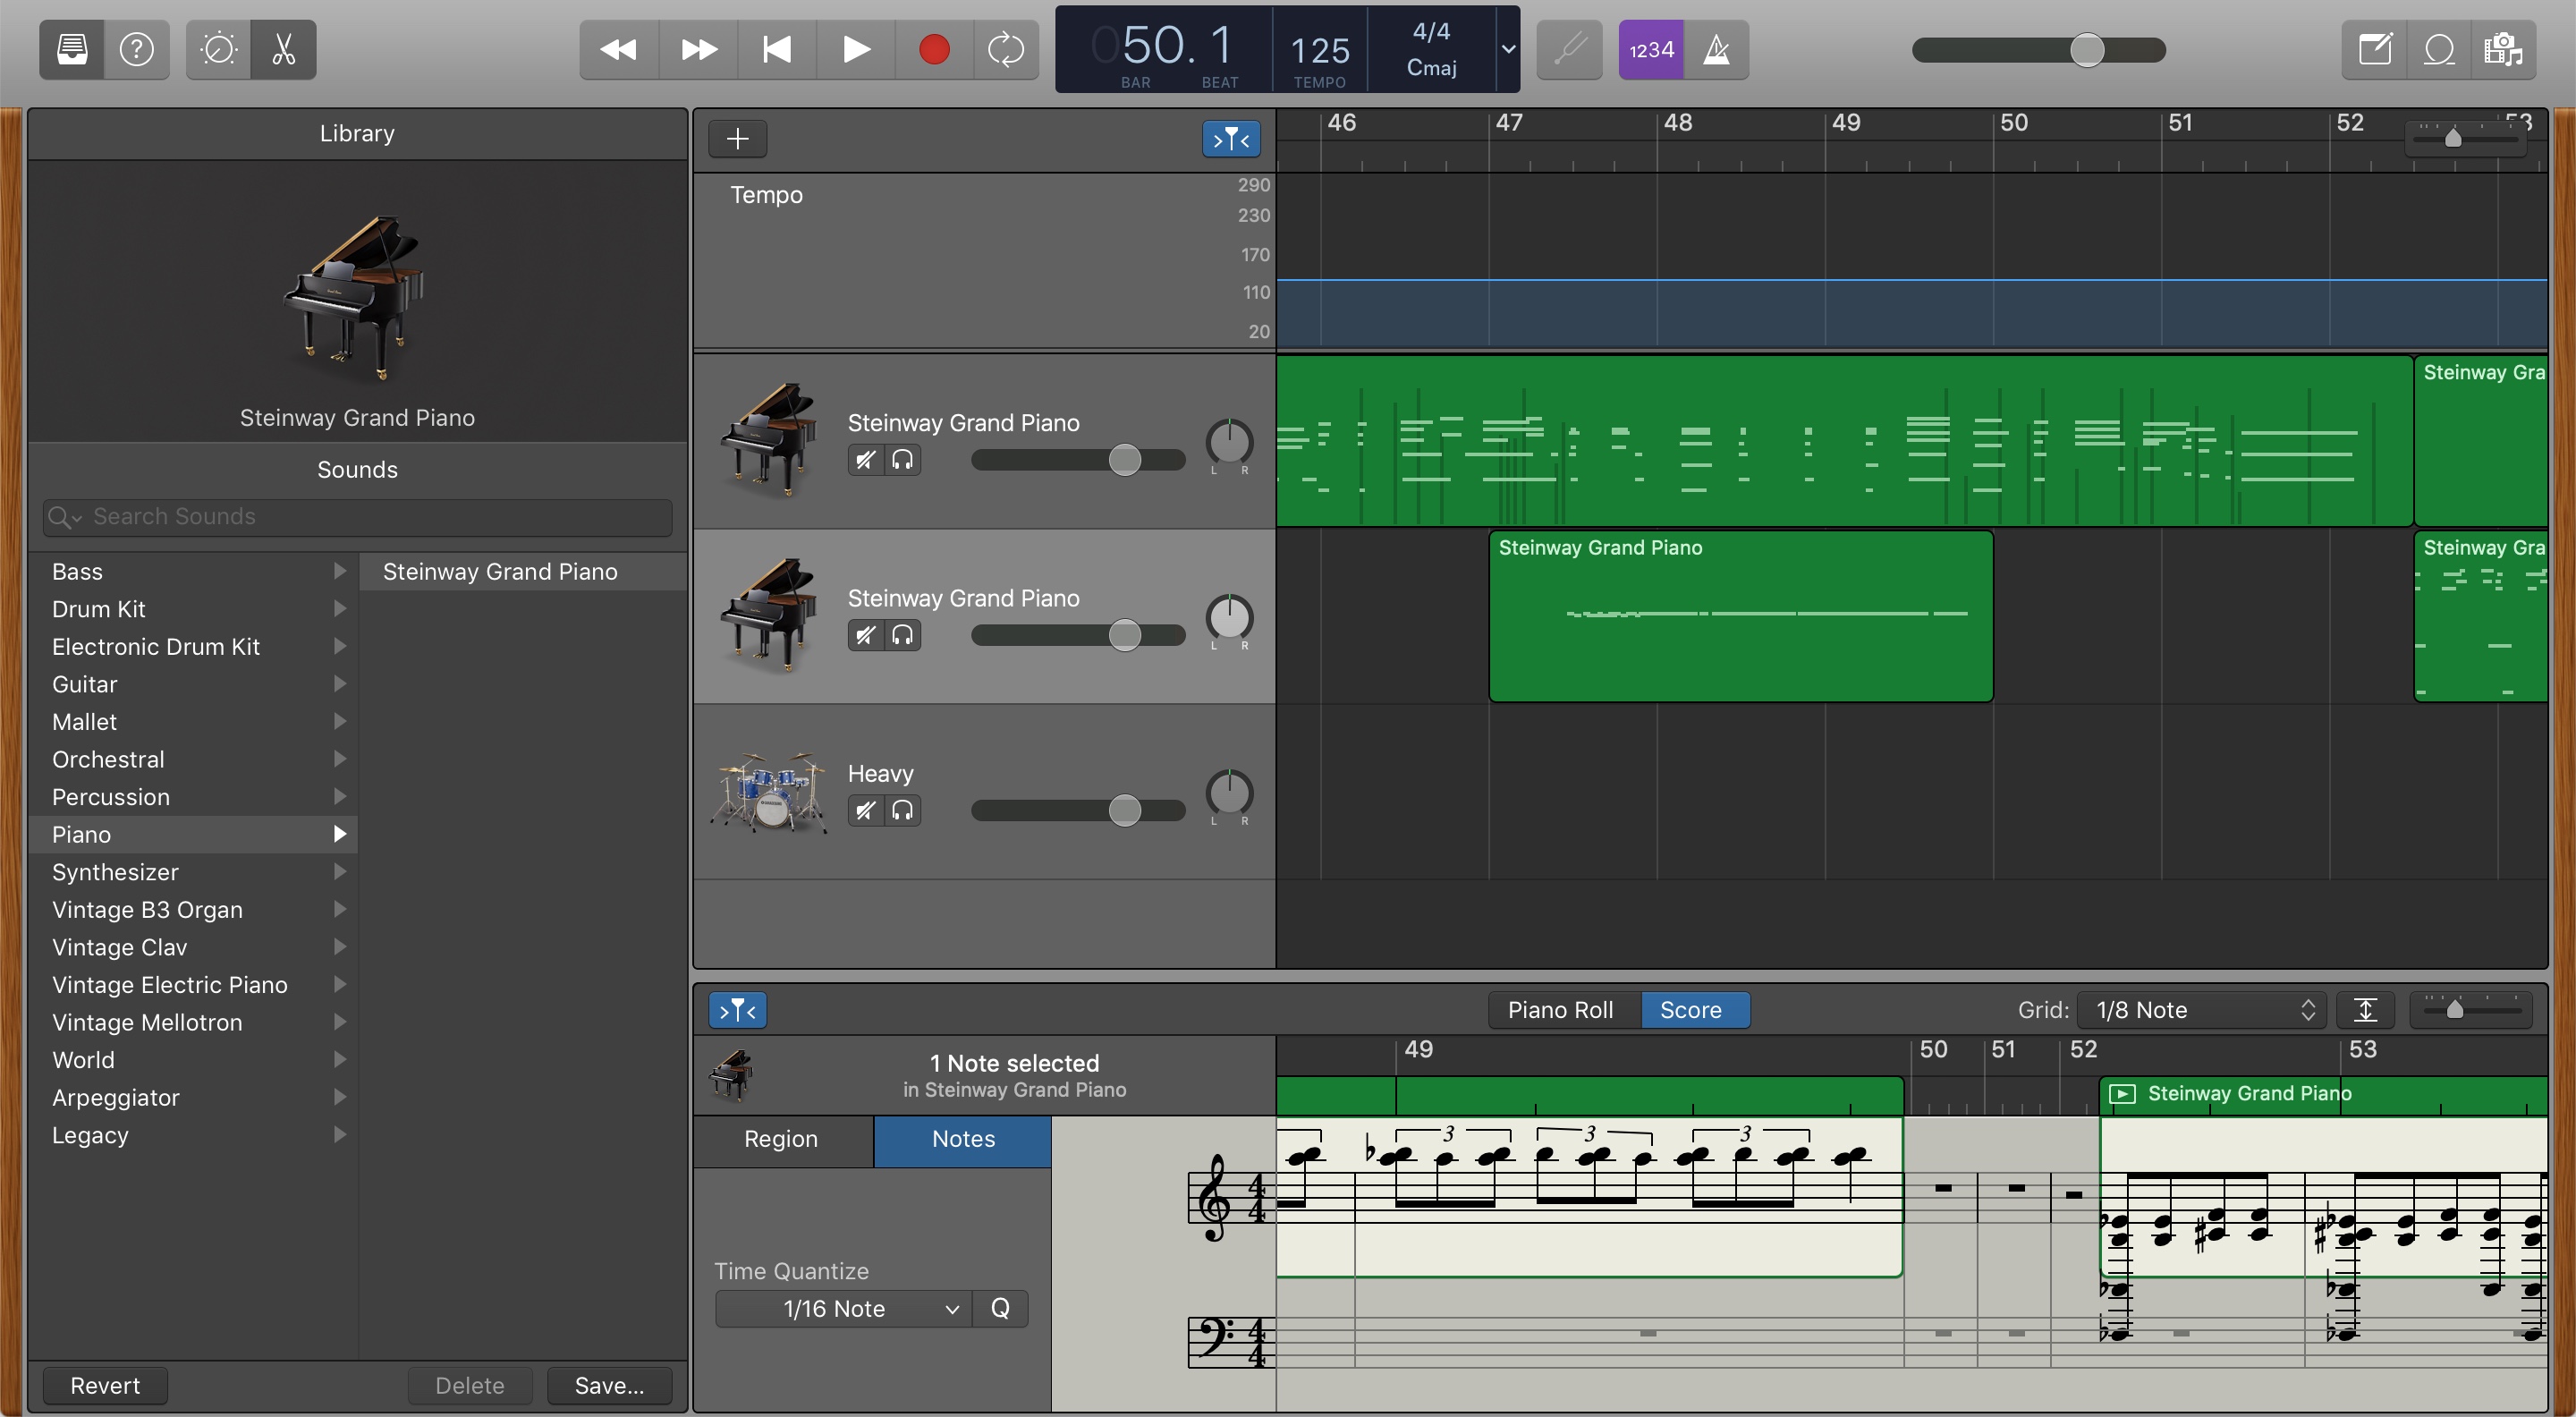 050. 1 125 4/4
Cmaj
BAR BEAT TEMPO
1234
Library
Steinway Grand Piano
Sounds
Search Sounds
Bass
Drum Kit
Electronic Drum Kit
Guitar
Mallet
Orchestral
Percussion
Piano
Synthesizer
Vintage B3 Organ
Vintage Clav
Vintage Electric Piano
Vintage Mellotron
World
Arpeggiator
Legacy
Steinway Grand Piano
Revert Delete Save...
46 47 48 49 50 51 52 53
Tempo
290
230
170
110
20
Steinway Grand Piano
L R
Steinway Gra
Steinway Grand Piano
L R
Steinway Grand Piano
Steinway Gra
Heavy
L R
Piano Roll Score
Grid: 1/8 Note
1 Note selected
in Steinway Grand Piano
49 50 51 52 53
Steinway Grand Piano
Region Notes
3 3 3
4
4
Time Quantize
1/16 Note Q
4
4